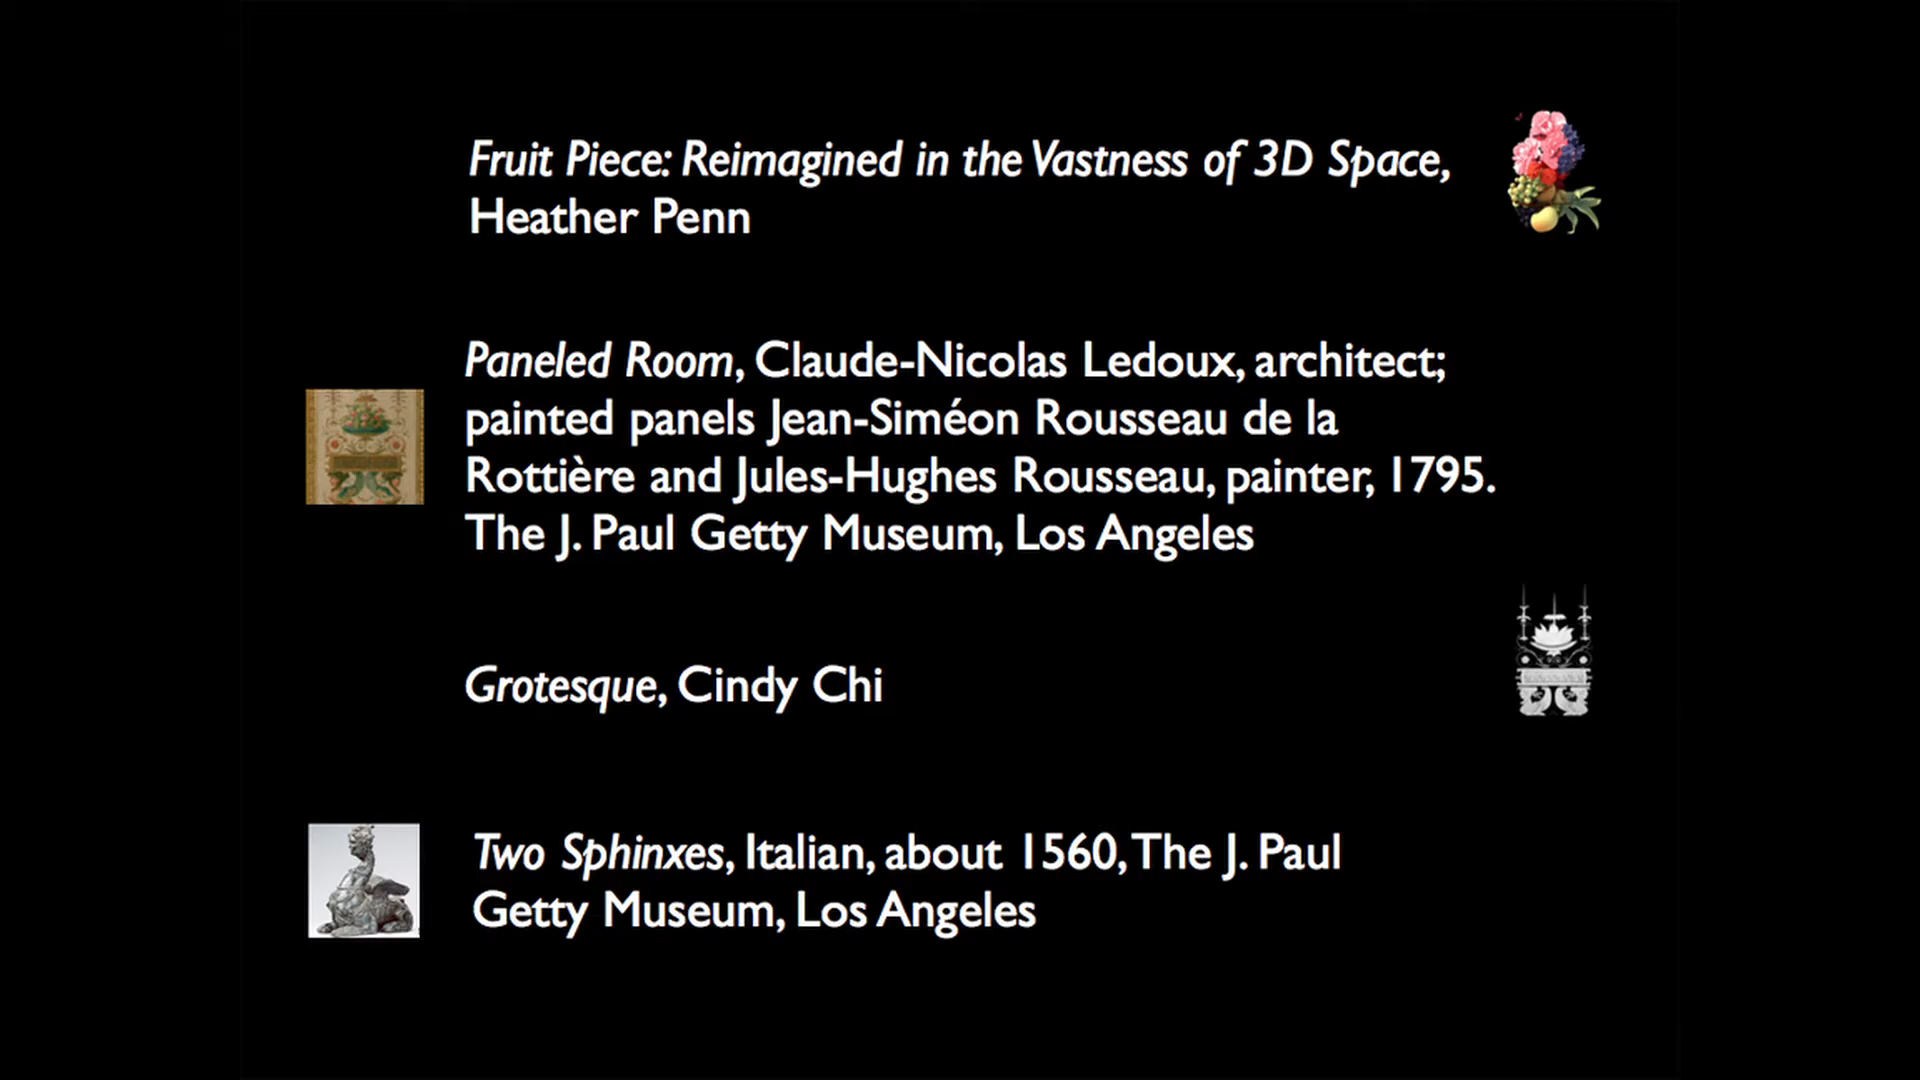 Fruit Piece: Reimagined in the Vastness of 3D Space,
Heather Penn
Paneled Room, Claude-Nicolas Ledoux, architect;
painted panels Jean-Siméon Rousseau de la
Rottière and Jules-Hughes Rousseau, painter, 1795.
The J. Paul Getty Museum, Los Angeles
Grotesque, Cindy Chi
Two Sphinxes, Italian, about 1560, The J. Paul
Getty Museum, Los Angeles